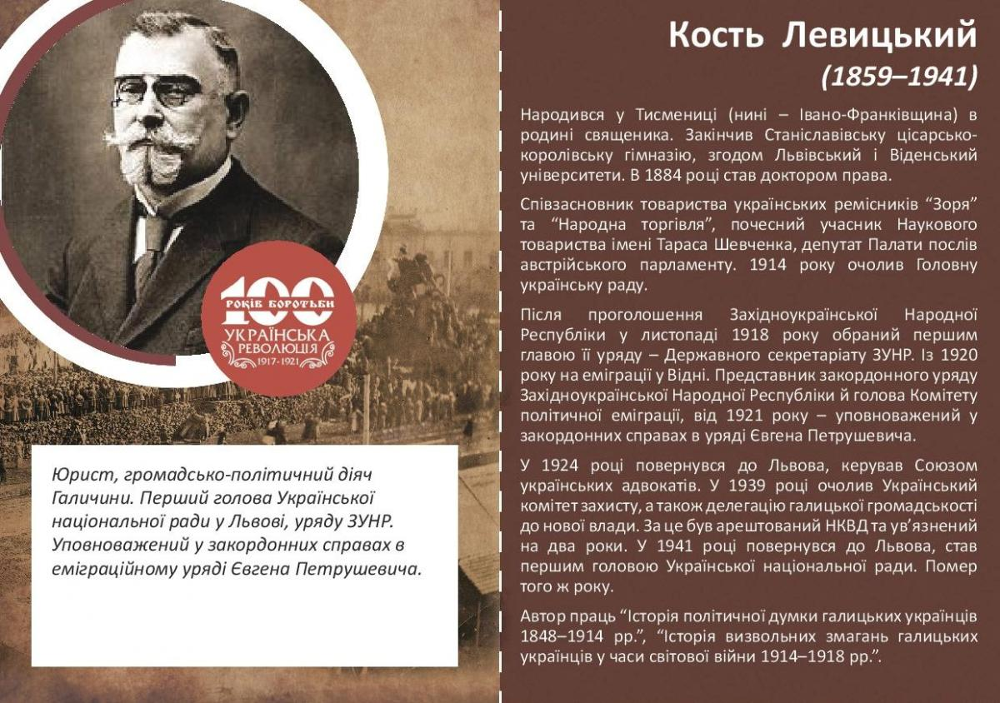 100
РОКІВ БОРОТЬБИ
УКРАЇНСЬКА
РЕВОЛЮЦІЯ
1917-1921
Юрист, громадсько-політичний діяч
Галичини. Перший голова Української
національної ради у Львові, уряду ЗУНР.
Уповноважений у закордонних справах в
еміграційному уряді Євгена Петрушевича.
Кость Левицький
(1859–1941)
Народився у Тисмениці (нині – Івано-Франківщина) в
родині священика. Закінчив Станіславівську цісарсько-
королівську гімназію, згодом Львівський і Віденський
університети. В 1884 році став доктором права.
Співзасновник товариства українських ремісників “Зоря”
та “Народна торгівля”, почесний учасник Наукового
товариства імені Тараса Шевченка, депутат Палати послів
австрійського парламенту. 1914 року очолив Головну
українську раду.
Після проголошення Західноукраїнської Народної
Республіки у листопаді 1918 року обраний першим
главою її уряду – Державного секретаріату ЗУНР. Із 1920
року на еміграції у Відні. Представник закордонного уряду
Західноукраїнської Народної Республіки й голова Комітету
політичної еміграції, від 1921 року – уповноважений у
закордонних справах в уряді Євгена Петрушевича.
У 1924 році повернувся до Львова, керував Союзом
українських адвокатів. У 1939 році очолив Український
комітет захисту, а також делегацію галицької громадськості
до нової влади. За це був арештований НКВД та ув’язнений
на два роки. У 1941 році повернувся до Львова, став
першим головою Української національної ради. Помер
того ж року.
Автор праць “Історія політичної думки галицьких українців
1848–1914 рр.”, “Історія визвольних змагань галицьких
українців у часи світової війни 1914–1918 рр.”.